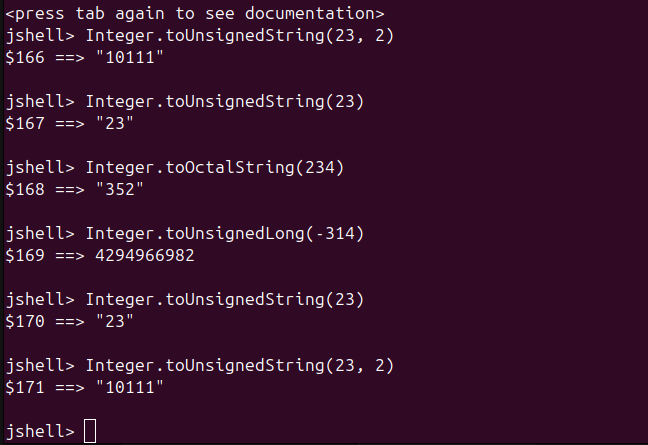 <press tab again to see documentation>
jshell> Integer.toUnsignedString(23, 2)
$166 ==> "10111"
jshell> Integer.toUnsignedString(23)
$167 ==> "23"
jshell> Integer.toOctalString(234)
$168 ==> "352"
jshell> Integer.toUnsignedLong(-314)
$169 ==> 4294966982
jshell> Integer.toUnsignedString(23)
$170 ==> "23"
jshell> Integer.toUnsignedString(23, 2)
$171 ==> "10111"
jshell>